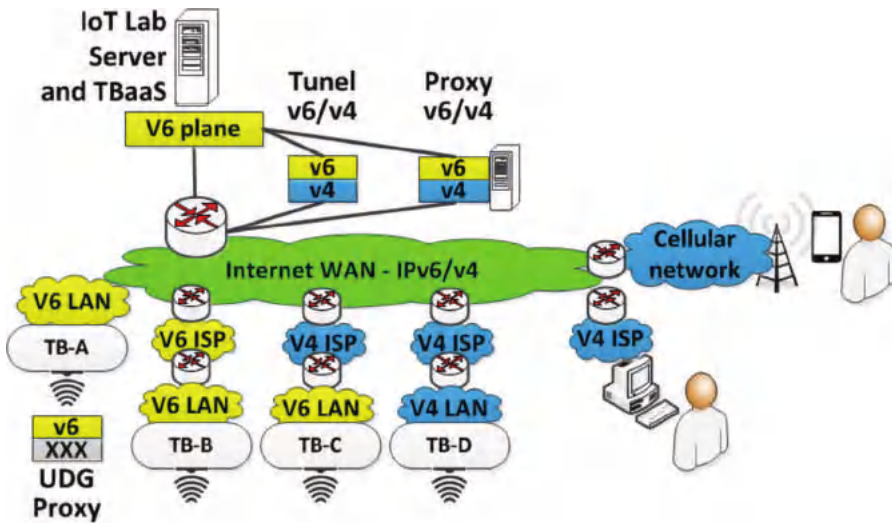 IoT Lab
Server
and TBaaS
Tunel
v6/v4
Proxy
v6/v4
V6 plane
v6
v4
v6
v4
Internet WAN - IPv6/v4
Cellular
network
V6 LAN
TB-A
V6 ISP
V4 ISP
V4 ISP
V4 ISP
V6 LAN
V6 LAN
V4 LAN
TB-B
TB-C
TB-D
v6
XXX
UDG
Proxy